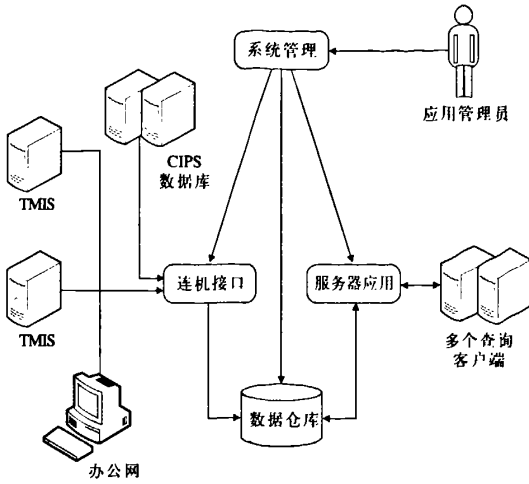 系统管理
应用管理员
CIPS
数据库
TMIS
连机接口
服务器应用
TMIS
多个查询
客户端
数据仓库
办公网